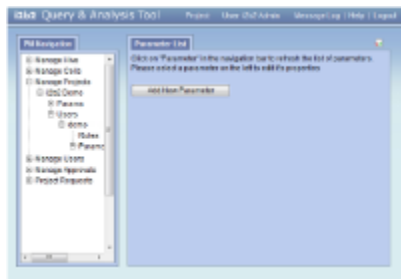 i2b2 Query & Analysis Tool
Project: User: i2b2 Admin Message Log | Help | Logout
PM Navigation
Manage Hive
Manage Cells
Manage Projects
i2b2 Demo
Params
Users
demo
Roles
Params
Manage Users
Manage Approvals
Project Requests
Parameter List
Click on "Parameter" in the navigation bar to refresh the list of parameters.
Please select a parameter on the left to edit its properties
Add New Parameter